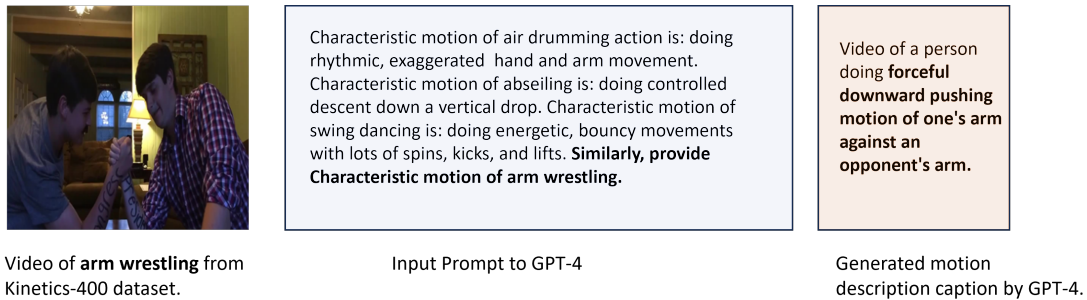 Characteristic motion of air drumming action is: doing
rhythmic, exaggerated hand and arm movement.
Characteristic motion of abseiling is: doing controlled
descent down a vertical drop. Characteristic motion of
swing dancing is: doing energetic, bouncy movements
with lots of spins, kicks, and lifts. Similarly, provide
Characteristic motion of arm wrestling.
Video of a person
doing forceful
downward pushing
motion of one's arm
against an
opponent's arm.
Video of arm wrestling from
Kinetics-400 dataset.
Input Prompt to GPT-4
Generated motion
description caption by GPT-4.